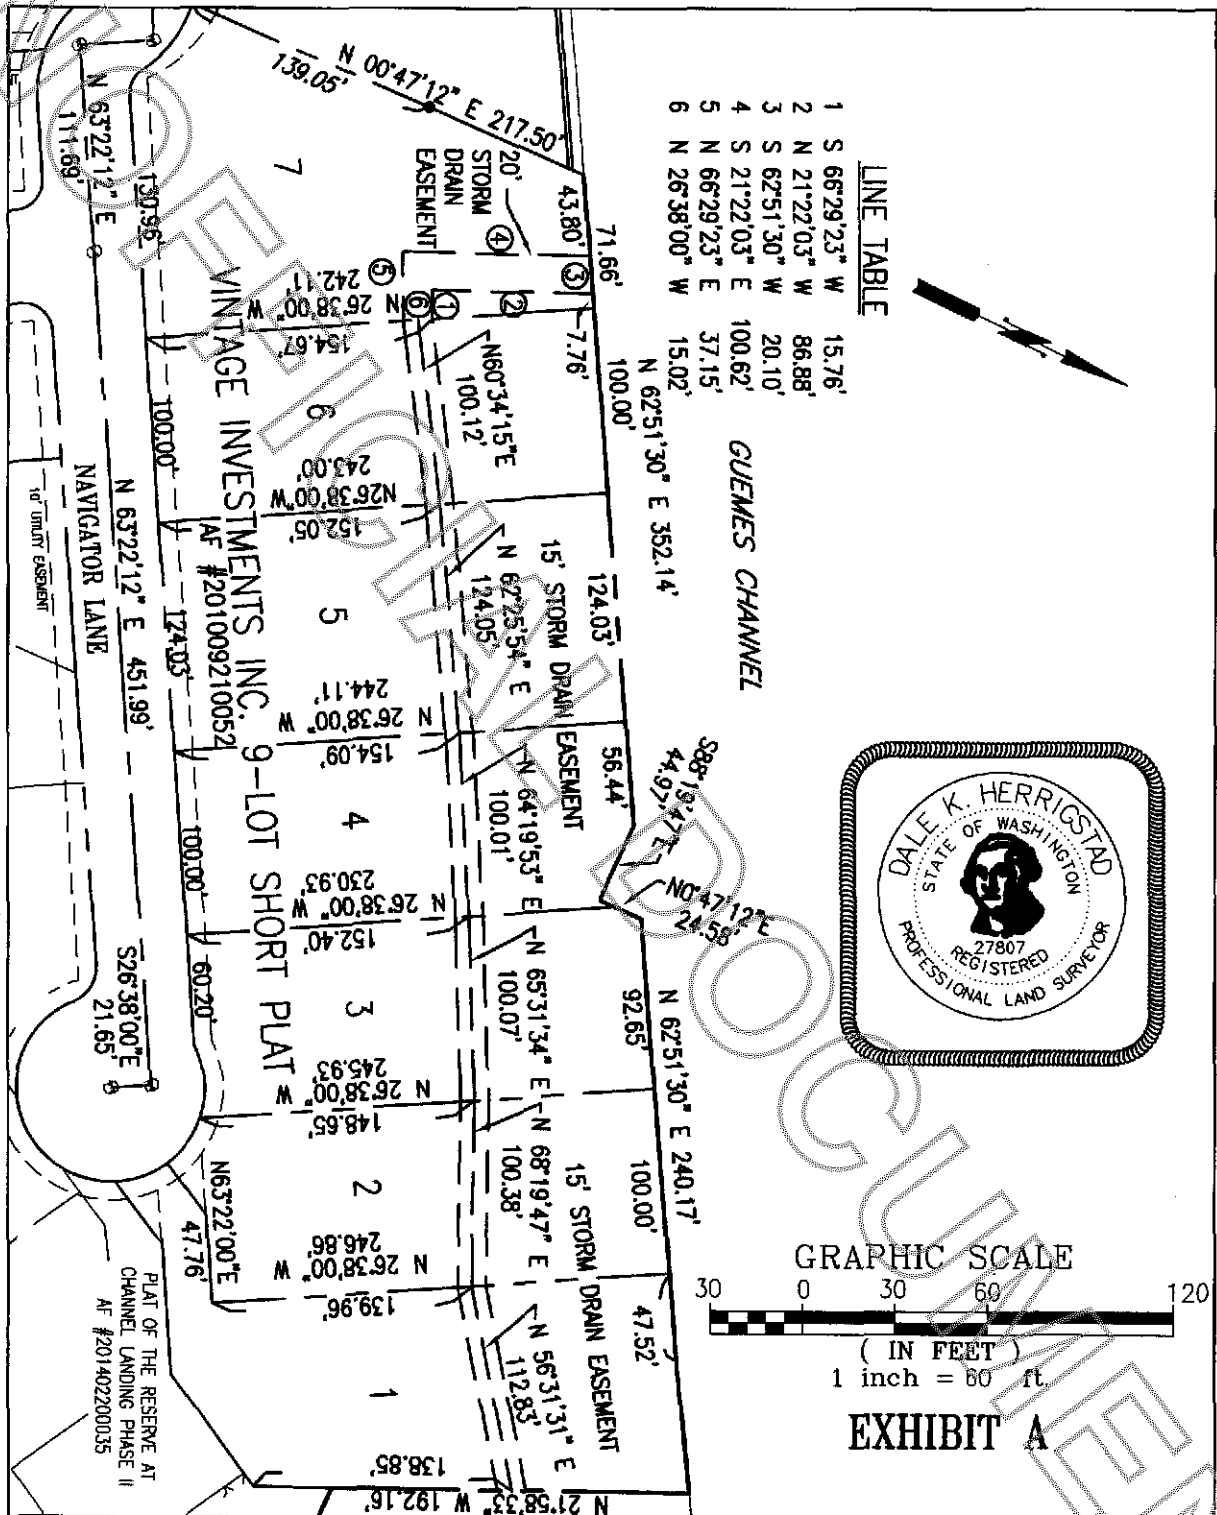 LINE TABLE
1 S 66°29'23" W 15.76'
2 N 21°22'03" W 86.88'
3 S 62°51'30" W 20.10'
4 S 21°22'03" E 100.62'
5 N 66°29'23" E 37.15'
6 N 26°38'00" W 15.02'
GUEMES CHANNEL
DALE K. HERRIGSTAD
STATE OF WASHINGTON
27807
REGISTERED
PROFESSIONAL LAND SURVEYOR
GRAPHIC SCALE
30 0 30 60 120
( IN FEET )
1 inch = 60 ft.
EXHIBIT A
N 00°47'12" E 217.50'
139.05'
43.80'
71.66'
7.76'
N 62°51'30" E 352.14'
100.00'
124.03'
56.44'
S88°19'47"E
44.97'
N0°47'12"E
24.58'
N 62°51'30" E 240.17'
92.65'
100.00'
47.52'
20'
STORM
DRAIN
EASEMENT
4
3
5
6
1
2
N60°34'15"E
100.12'
N 62°25'54" E
124.05'
15' STORM DRAIN EASEMENT
N 64°19'53" E
100.01'
N 65°31'34" E
100.07'
N 68°19'47" E
100.38'
15' STORM DRAIN EASEMENT
N 56°31'31" E
112.83'
7
N 26°38'00" W
242.11'
154.67'
6
N26°38'00"W
243.00'
152.05'
5
N 26°38'00" W
244.11'
154.09'
4
N 26°38'00" W
230.93'
152.40'
3
N 26°38'00" W
245.93'
148.65'
2
N 26°38'00" W
246.86'
139.96'
1
138.85'
N 21°58'33" W 192.16'
VINTAGE INVESTMENTS INC. 9-LOT SHORT PLAT
AF #201009210052
130.96'
100.00'
124.03'
100.00'
60.20'
N63°22'00"E
47.76'
N 63°22'12" E
111.69'
N 63°22'12" E 451.99'
NAVIGATOR LANE
S26°38'00"E
21.65'
10' UTILITY EASEMENT
PLAT OF THE RESERVE AT
CHANNEL LANDING PHASE II
AF #201402200035
UNOFFICIAL DOCUMENT